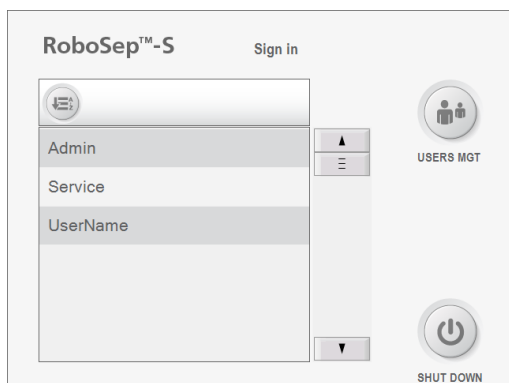 RoboSep™-S
Sign in
Admin
Service
UserName
USERS MGT
SHUT DOWN